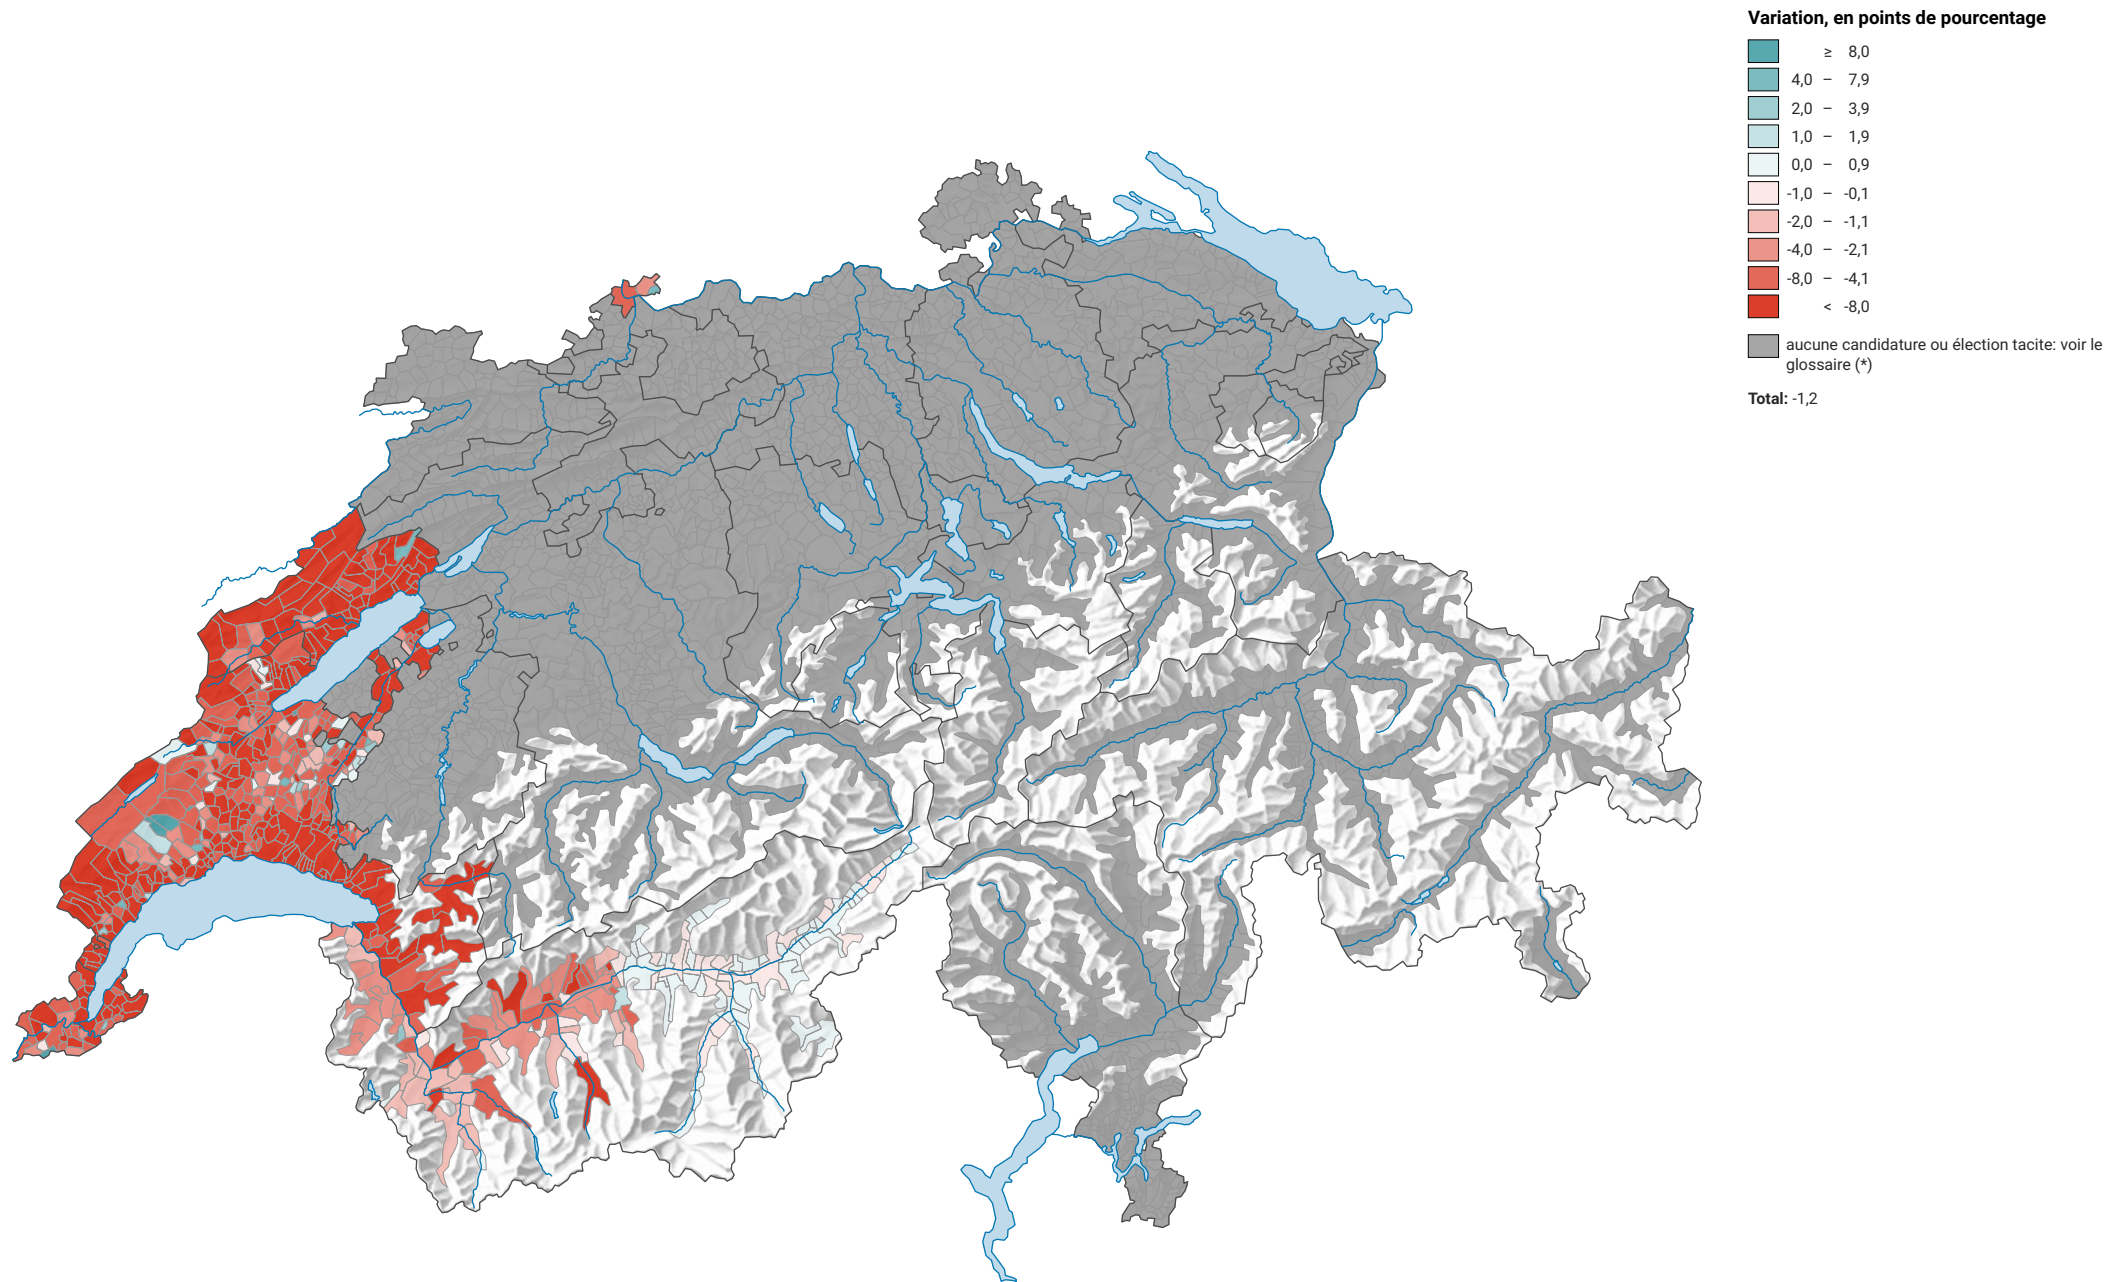 Variation, en points de pourcentage
≥ 8,0
4,0 – 7,9
2,0 – 3,9
1,0 – 1,9
0,0 – 0,9
-1,0 – -0,1
-2,0 – -1,1
-4,0 – -2,1
-8,0 – -4,1
< -8,0
aucune candidature ou élection tacite: voir le
glossaire (*)
Total: -1,2